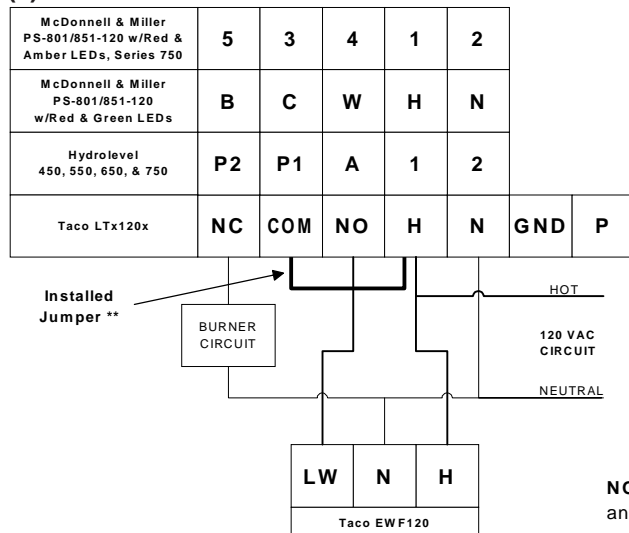 McDonnell & Miller
PS-801/851-120 w/Red &
Amber LEDs, Series 750
5 3 4 1 2
McDonnell & Miller
PS-801/851-120
w/Red & Green LEDs
B C W H N
Hydrolevel
450, 550, 650, & 750
P2 P1 A 1 2
Taco LTx120x
NC COM NO H N GND P
Installed
Jumper **
HOT
BURNER
CIRCUIT
120 VAC
CIRCUIT
NEUTRAL
LW N H
Taco EWF120